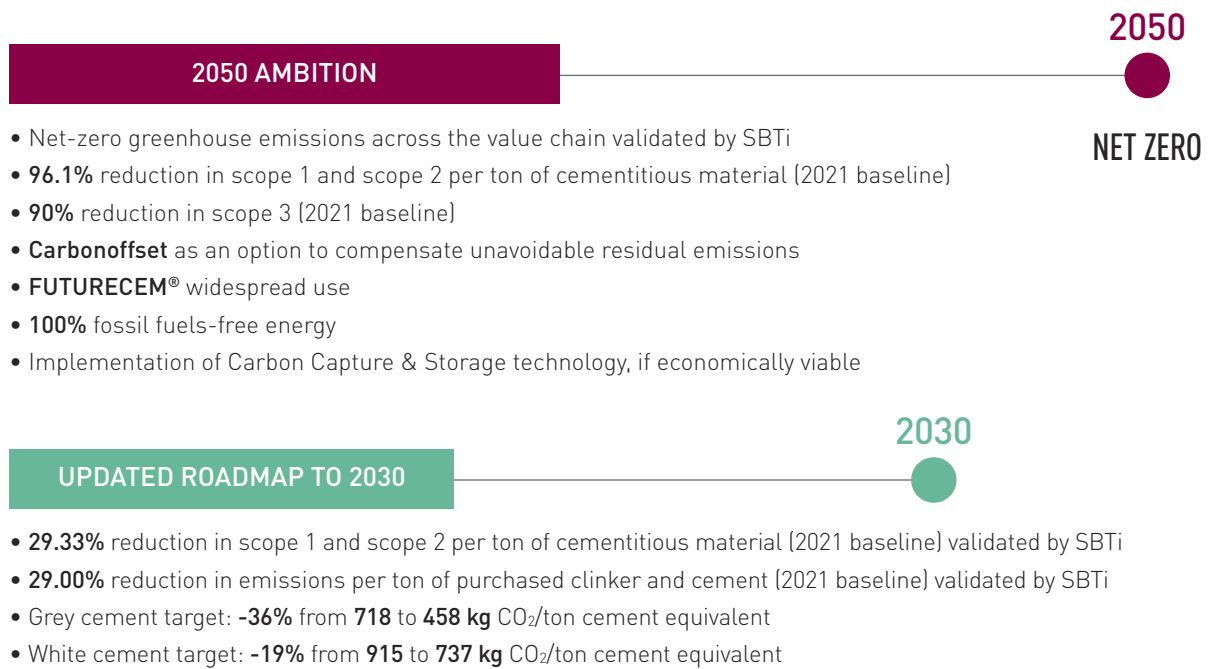 2050
2050 AMBITION
• Net-zero greenhouse emissions across the value chain validated by SBTi
NET ZERO
• 96.1% reduction in scope 1 and scope 2 per ton of cementitious material (2021 baseline)
• 90% reduction in scope 3 (2021 baseline)
• Carbonoffset as an option to compensate unavoidable residual emissions
• FUTURECEM® widespread use
• 100% fossil fuels-free energy
• Implementation of Carbon Capture & Storage technology, if economically viable
2030
UPDATED ROADMAP TO 2030
• 29.33% reduction in scope 1 and scope 2 per ton of cementitious material (2021 baseline) validated by SBTi
• 29.00% reduction in emissions per ton of purchased clinker and cement (2021 baseline) validated by SBTi
• Grey cement target: -36% from 718 to 458 kg CO₂/ton cement equivalent
• White cement target: -19% from 915 to 737 kg CO₂/ton cement equivalent